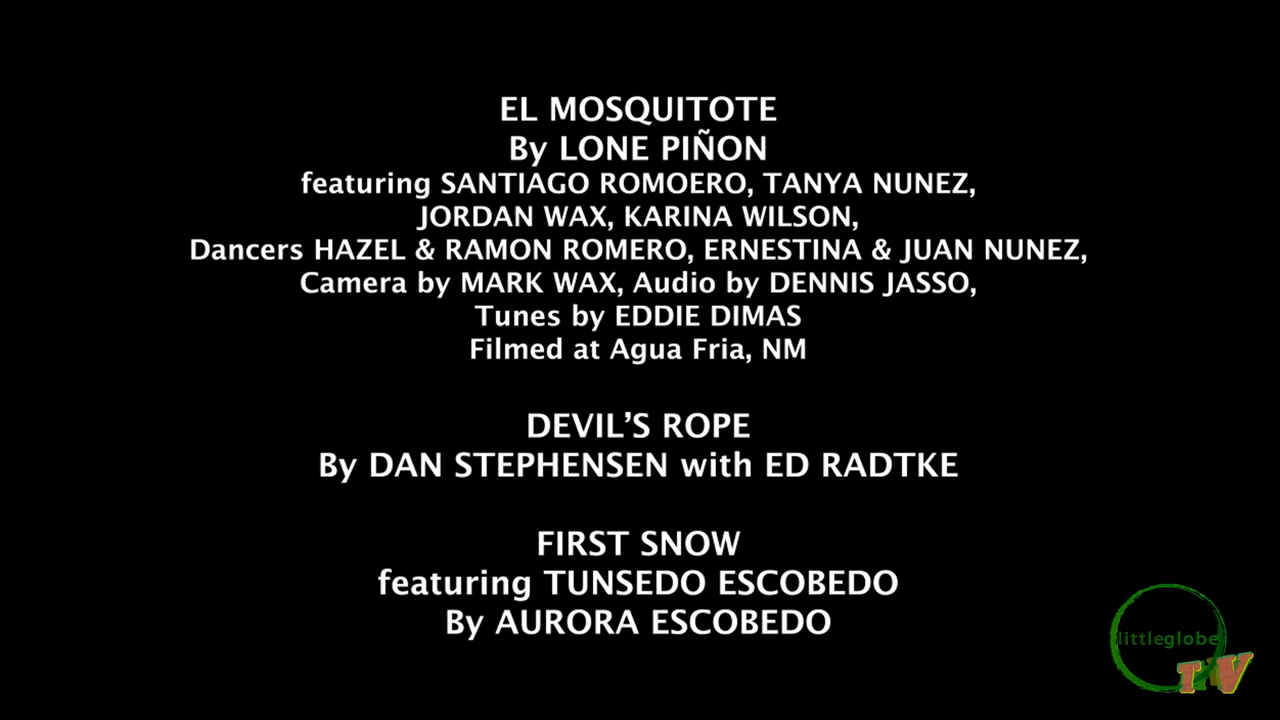 EL MOSQUITOTE
By LONE PIÑON
featuring SANTIAGO ROMOERO, TANYA NUNEZ,
JORDAN WAX, KARINA WILSON,
Dancers HAZEL & RAMON ROMERO, ERNESTINA & JUAN NUNEZ,
Camera by MARK WAX, Audio by DENNIS JASSO,
Tunes by EDDIE DIMAS
Filmed at Agua Fria, NM
DEVIL’S ROPE
By DAN STEPHENSEN with ED RADTKE
FIRST SNOW
featuring TUNSEDO ESCOBEDO
By AURORA ESCOBEDO
littleglobe
TV